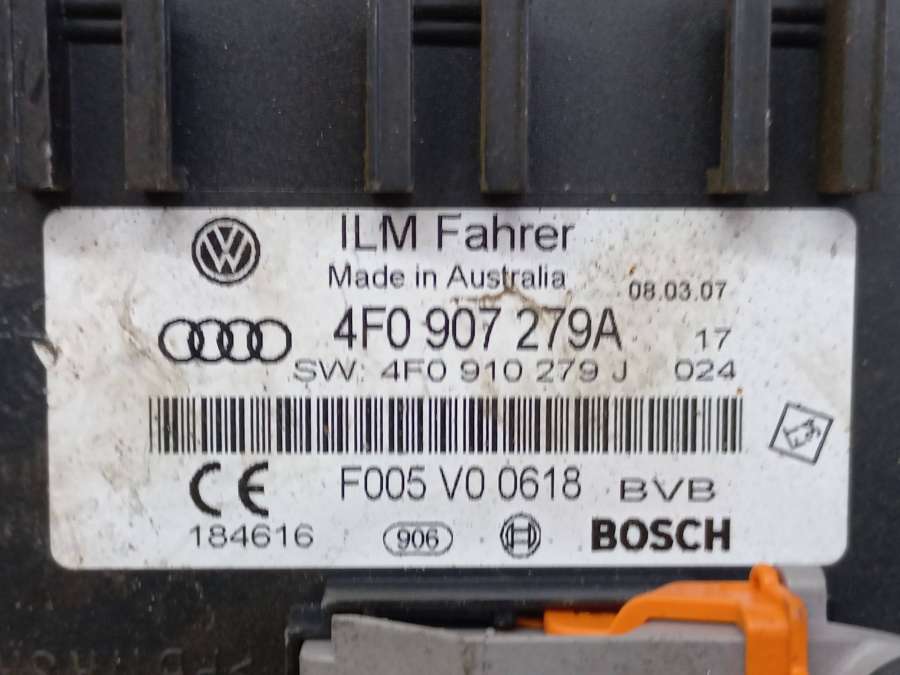 ILM Fahrer
Made in Australia 08.03.07
4F0 907 279A 17
SW: 4F0 910 279 J 024
F005 V0 0618 BVB
CE
184616 906 BOSCH